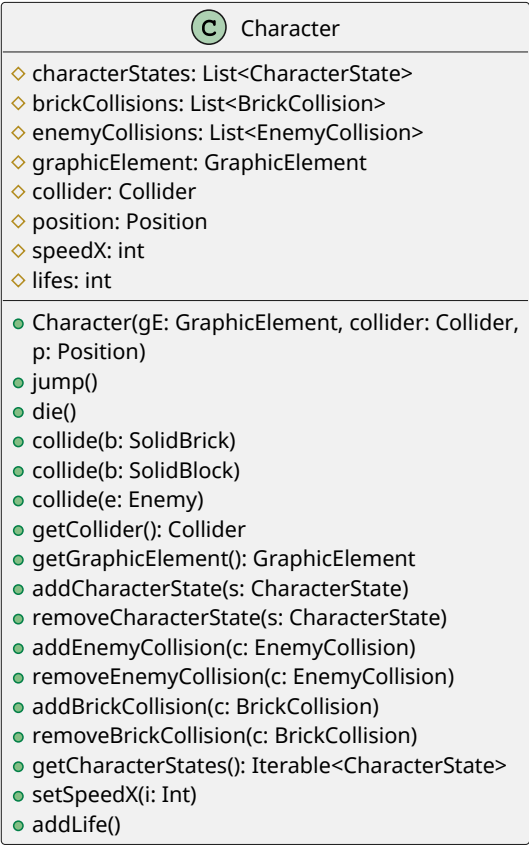 C Character
characterStates: List<CharacterState>
brickCollisions: List<BrickCollision>
enemyCollisions: List<EnemyCollision>
graphicElement: GraphicElement
collider: Collider
position: Position
speedX: int
lifes: int
Character(gE: GraphicElement, collider: Collider,
p: Position)
jump()
die()
collide(b: SolidBrick)
collide(b: SolidBlock)
collide(e: Enemy)
getCollider(): Collider
getGraphicElement(): GraphicElement
addCharacterState(s: CharacterState)
removeCharacterState(s: CharacterState)
addEnemyCollision(c: EnemyCollision)
removeEnemyCollision(c: EnemyCollision)
addBrickCollision(c: BrickCollision)
removeBrickCollision(c: BrickCollision)
getCharacterStates(): Iterable<CharacterState>
setSpeedX(i: Int)
addLife()